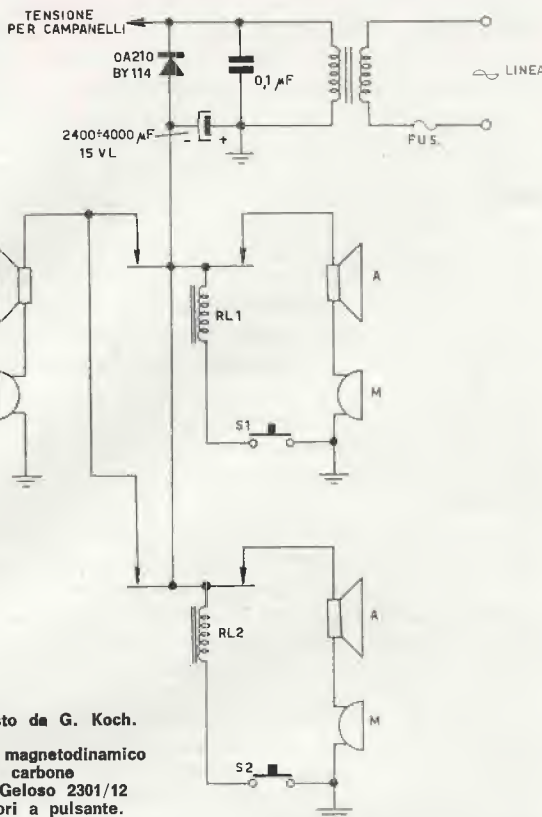 TENSIONE
PER CAMPANELLI
OA210
BY114
0,1 µF
LINEA
FUS.
2400÷4000 µF
15 VL
- +
A
RL1
M
S1
A
RL2
M
S2
sto da G. Koch.
magnetodinamico
carbone
Geloso 2301/12
ori a pulsante.